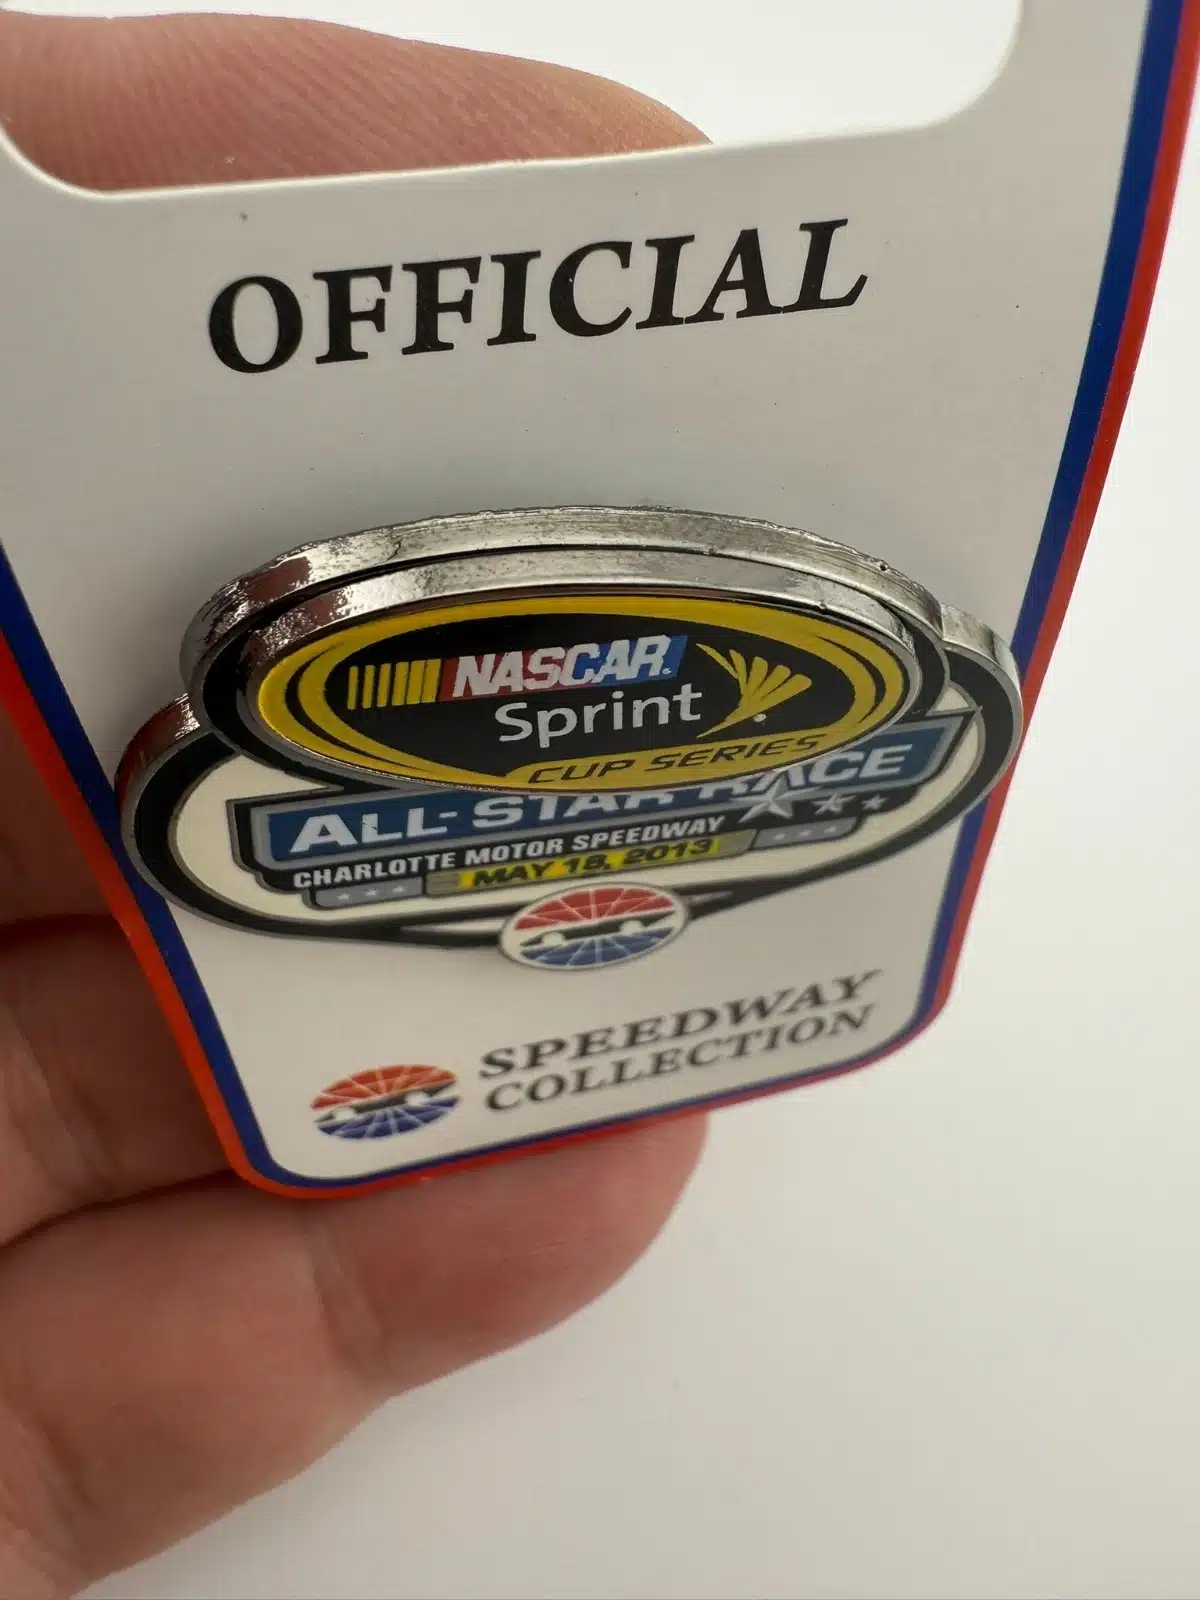 OFFICIAL
NASCAR
Sprint
CUP SERIES
ALL-STAR RACE
CHARLOTTE MOTOR SPEEDWAY
MAY 18, 2013
SPEEDWAY
COLLECTION